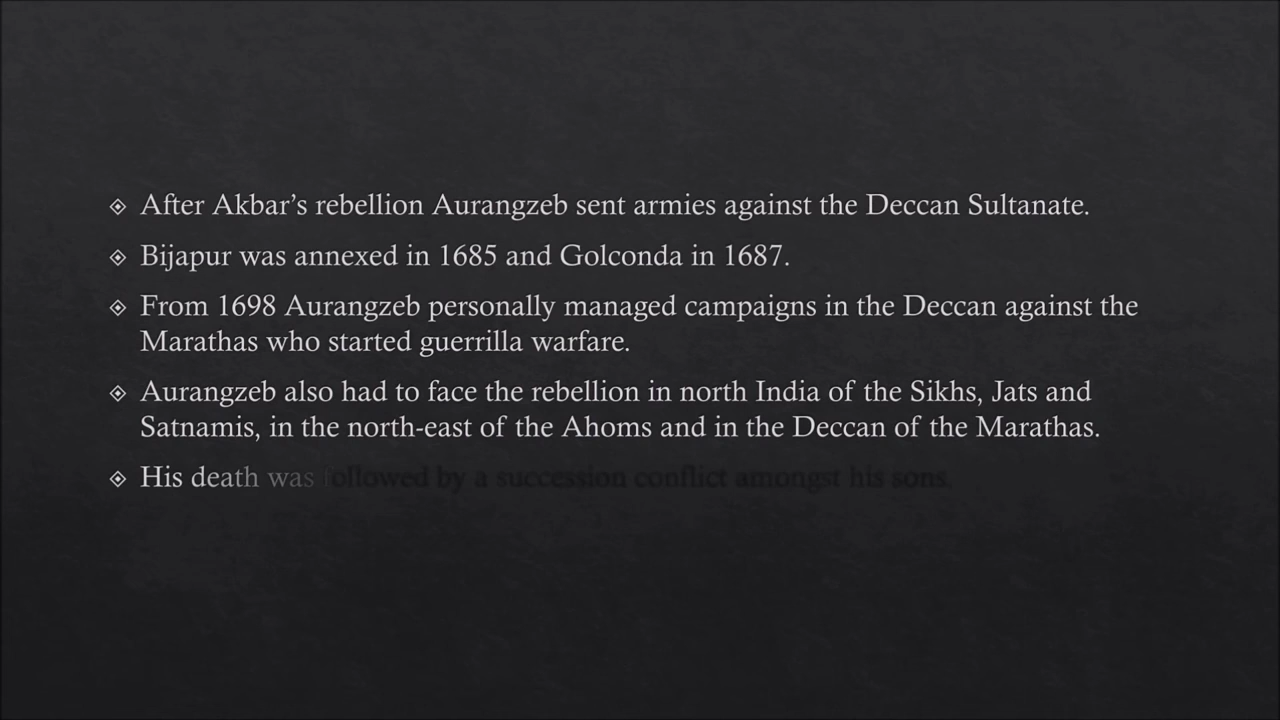 After Akbar’s rebellion Aurangzeb sent armies against the Deccan Sultanate.
Bijapur was annexed in 1685 and Golconda in 1687.
From 1698 Aurangzeb personally managed campaigns in the Deccan against the
Marathas who started guerrilla warfare.
Aurangzeb also had to face the rebellion in north India of the Sikhs, Jats and
Satnamis, in the north-east of the Ahoms and in the Deccan of the Marathas.
His death was followed by a succession conflict amongst his sons